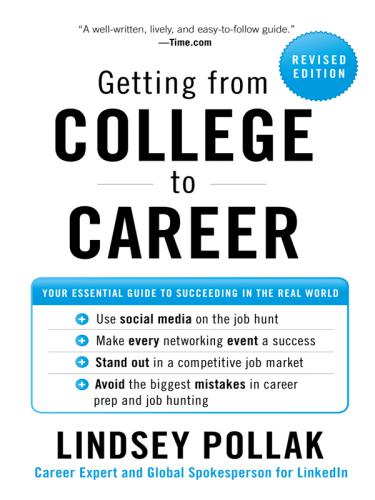 "A well-written, lively, and easy-to-follow guide."
—Time.com
REVISED
EDITION
Getting from
COLLEGE
to
CAREER
YOUR ESSENTIAL GUIDE TO SUCCEEDING IN THE REAL WORLD
Use social media on the job hunt
Make every networking event a success
Stand out in a competitive job market
Avoid the biggest mistakes in career
prep and job hunting
LINDSEY POLLAK
Career Expert and Global Spokesperson for LinkedIn